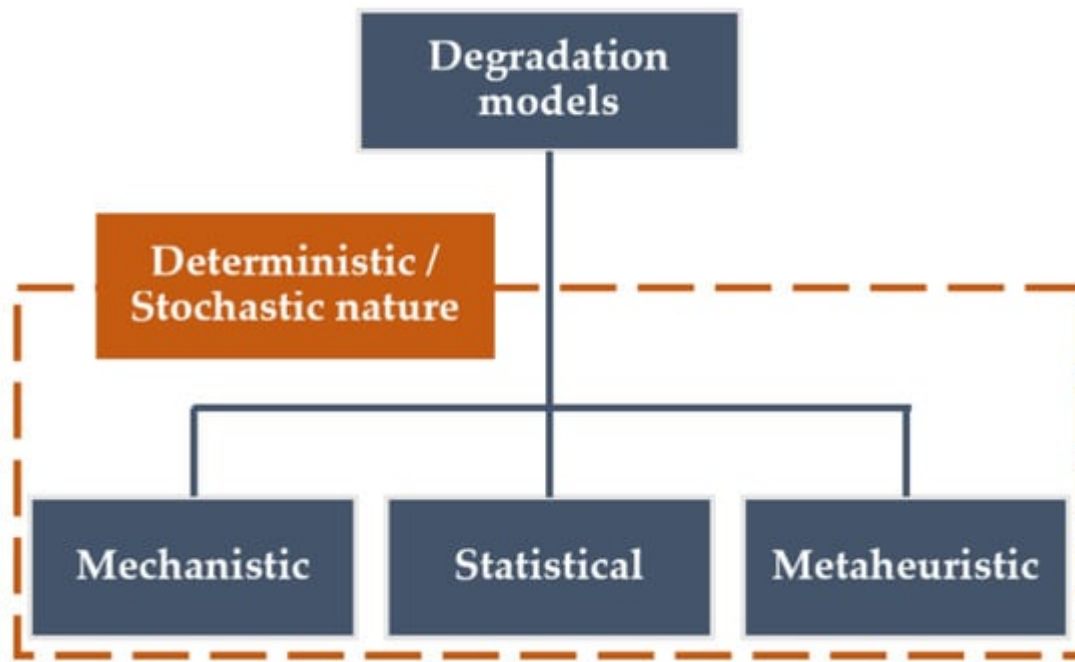 Degradation
models
Deterministic /
Stochastic nature
Mechanistic
Statistical
Metaheuristic